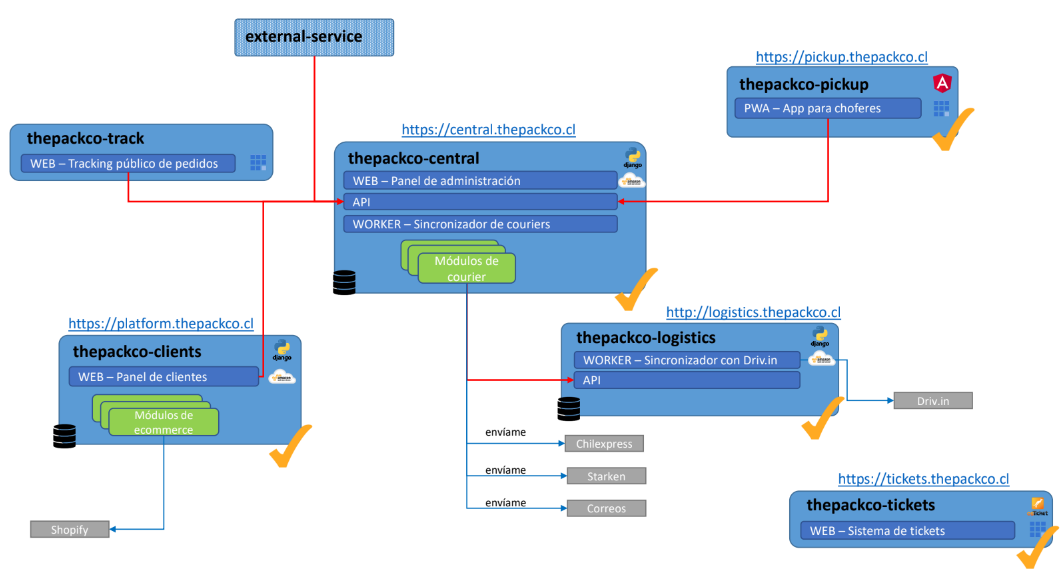 external-service
https://pickup.thepackco.cl
thepackco-pickup
PWA – App para choferes
thepackco-track
WEB – Tracking público de pedidos
https://central.thepackco.cl
thepackco-central
django
WEB – Panel de administración
API
WORKER – Sincronizador de couriers
Módulos de
courier
https://platform.thepackco.cl
thepackco-clients
django
WEB – Panel de clientes
Módulos de
ecommerce
Shopify
http://logistics.thepackco.cl
thepackco-logistics
django
WORKER – Sincronizador con Driv.in
API
Driv.in
envíame
Chilexpress
envíame
Starken
envíame
Correos
https://tickets.thepackco.cl
thepackco-tickets
WEB – Sistema de tickets